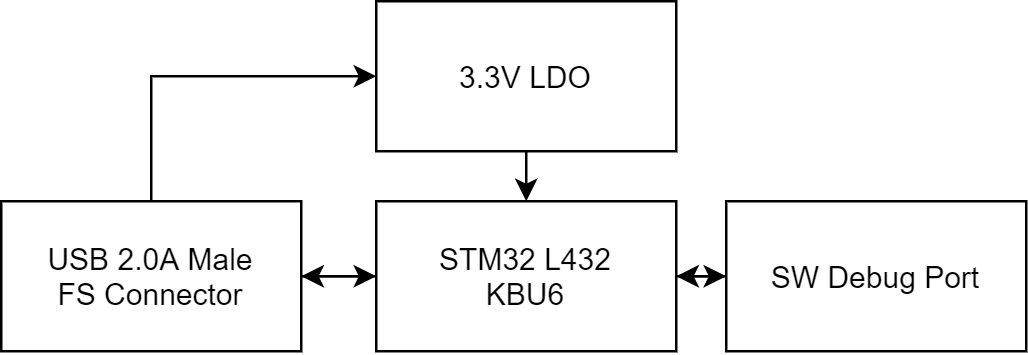 3.3V LDO
USB 2.0A Male
FS Connector
STM32 L432
KBU6
SW Debug Port